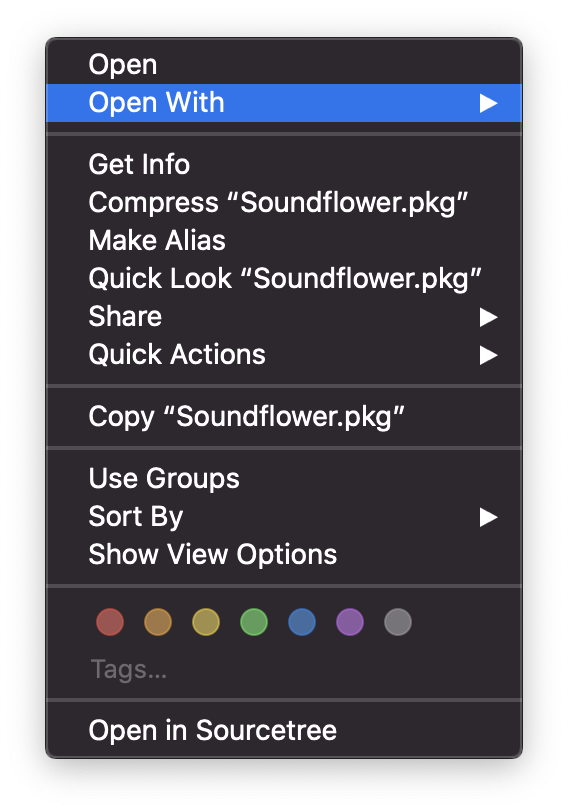 Open
Open With
Get Info
Compress “Soundflower.pkg”
Make Alias
Quick Look “Soundflower.pkg”
Share
Quick Actions
Copy “Soundflower.pkg”
Use Groups
Sort By
Show View Options
Tags...
Open in Sourcetree